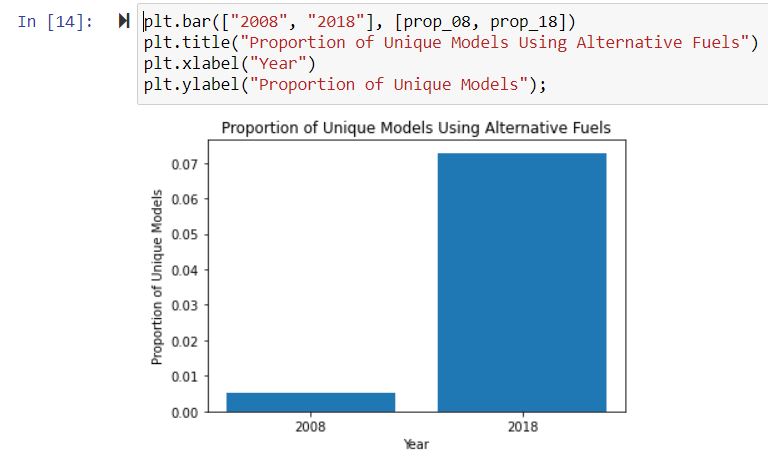 In [14]:
plt.bar(["2008", "2018"], [prop_08, prop_18])
plt.title("Proportion of Unique Models Using Alternative Fuels")
plt.xlabel("Year")
plt.ylabel("Proportion of Unique Models");
Proportion of Unique Models Using Alternative Fuels
Proportion of Unique Models
0.07
0.06
0.05
0.04
0.03
0.02
0.01
0.00
2008
2018
Year